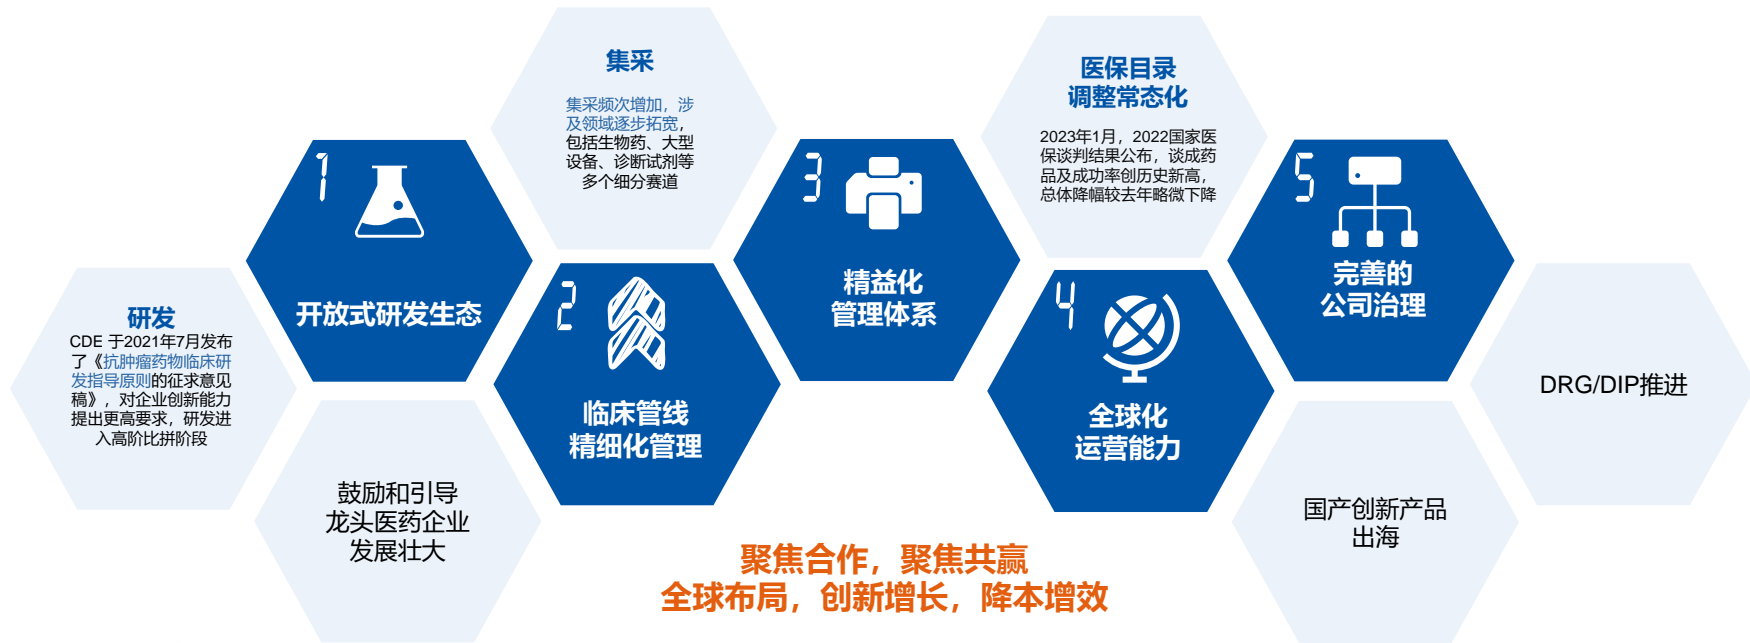 研发
CDE 于2021年7月发布
了《抗肿瘤药物临床研
发指导原则的征求意见
稿》，对企业创新能力
提出更高要求，研发进
入高阶比拼阶段
1
开放式研发生态
鼓励和引导
龙头医药企业
发展壮大
集采
集采频次增加，涉
及领域逐步拓宽，
包括生物药、大型
设备、诊断试剂等
多个细分赛道
2
临床管线
精细化管理
3
精益化
管理体系
医保目录
调整常态化
2023年1月，2022国家医
保谈判结果公布，谈成药
品及成功率创历史新高，
总体降幅较去年略微下降
4
全球化
运营能力
5
完善的
公司治理
国产创新产品
出海
DRG/DIP推进
聚焦合作，聚焦共赢
全球布局，创新增长，降本增效